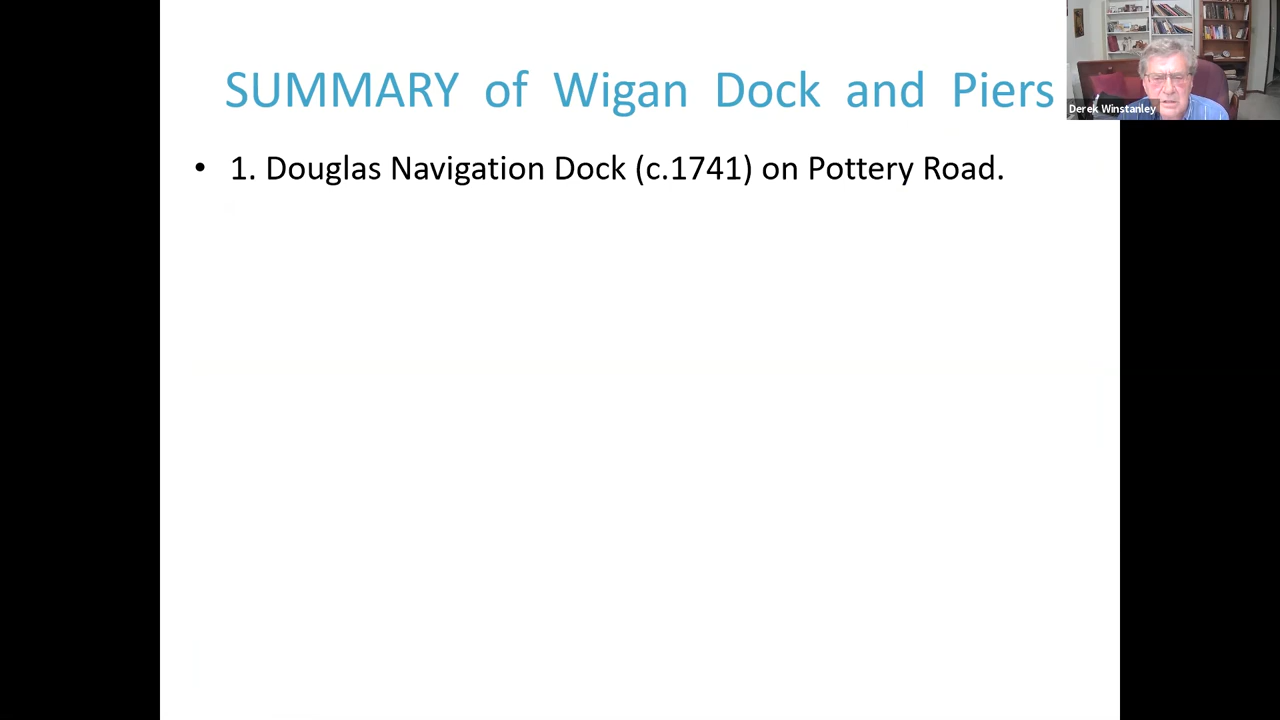 SUMMARY of Wigan Dock and Piers
Derek Winstanley
• 1. Douglas Navigation Dock (c.1741) on Pottery Road.